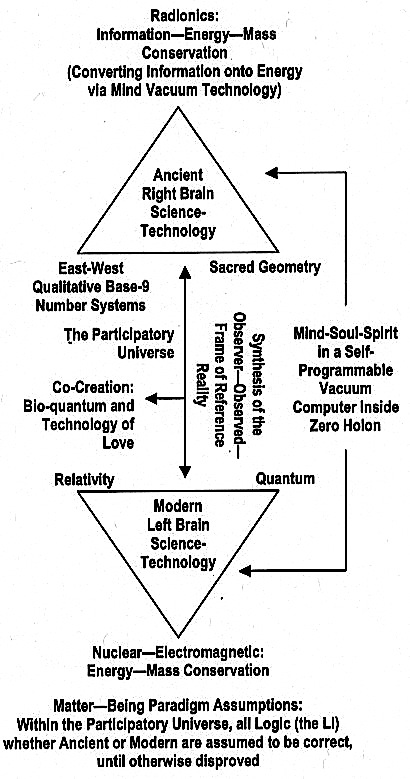 Radionics:
Information—Energy—Mass
Conservation
(Converting Information onto Energy
via Mind Vacuum Technology)
Ancient
Right Brain
Science-
Technology
East-West
Qualitative Base-9
Number Systems
Sacred Geometry
The Participatory
Universe
Synthesis of the
Observer—Observed—
Frame of Reference
Reality
Mind-Soul-Spirit
in a Self-
Programmable
Vacuum
Computer Inside
Zero Holon
Co-Creation:
Bio-quantum and
Technology of
Love
Relativity
Quantum
Modern
Left Brain
Science-
Technology
Nuclear—Electromagnetic:
Energy—Mass Conservation
Matter—Being Paradigm Assumptions:
Within the Participatory Universe, all Logic (the LI)
whether Ancient or Modern are assumed to be correct,
until otherwise disproved